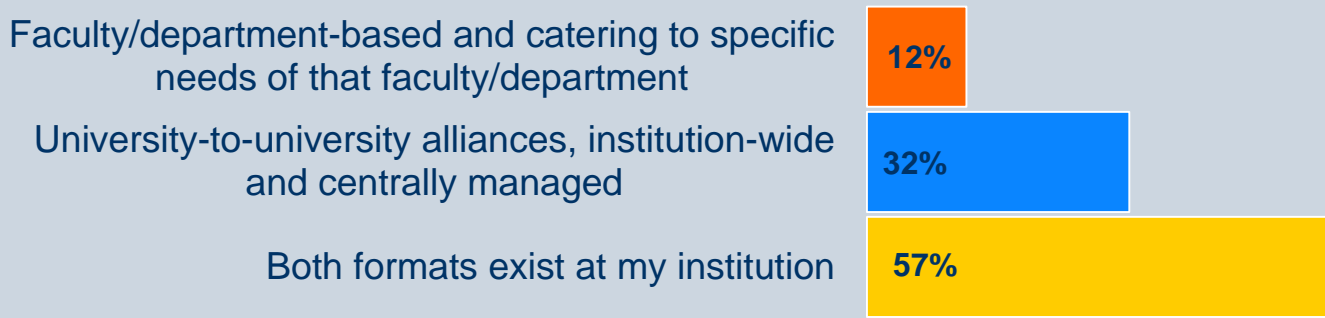 Faculty/department-based and catering to specific
needs of that faculty/department
12%
University-to-university alliances, institution-wide
and centrally managed
32%
Both formats exist at my institution
57%